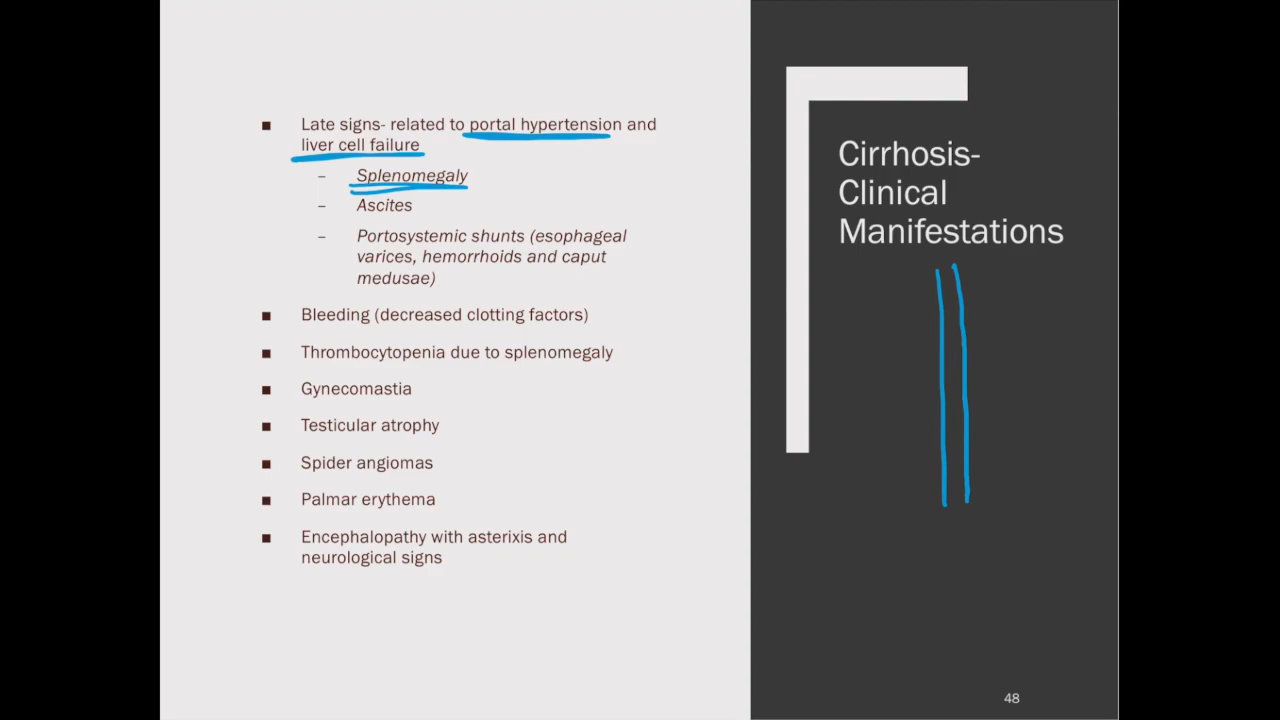 ■ Late signs- related to portal hypertension and
liver cell failure
– Splenomegaly
– Ascites
– Portosystemic shunts (esophageal
varices, hemorrhoids and caput
medusae)
■ Bleeding (decreased clotting factors)
■ Thrombocytopenia due to splenomegaly
■ Gynecomastia
■ Testicular atrophy
■ Spider angiomas
■ Palmar erythema
■ Encephalopathy with asterixis and
neurological signs
Cirrhosis-
Clinical
Manifestations
48